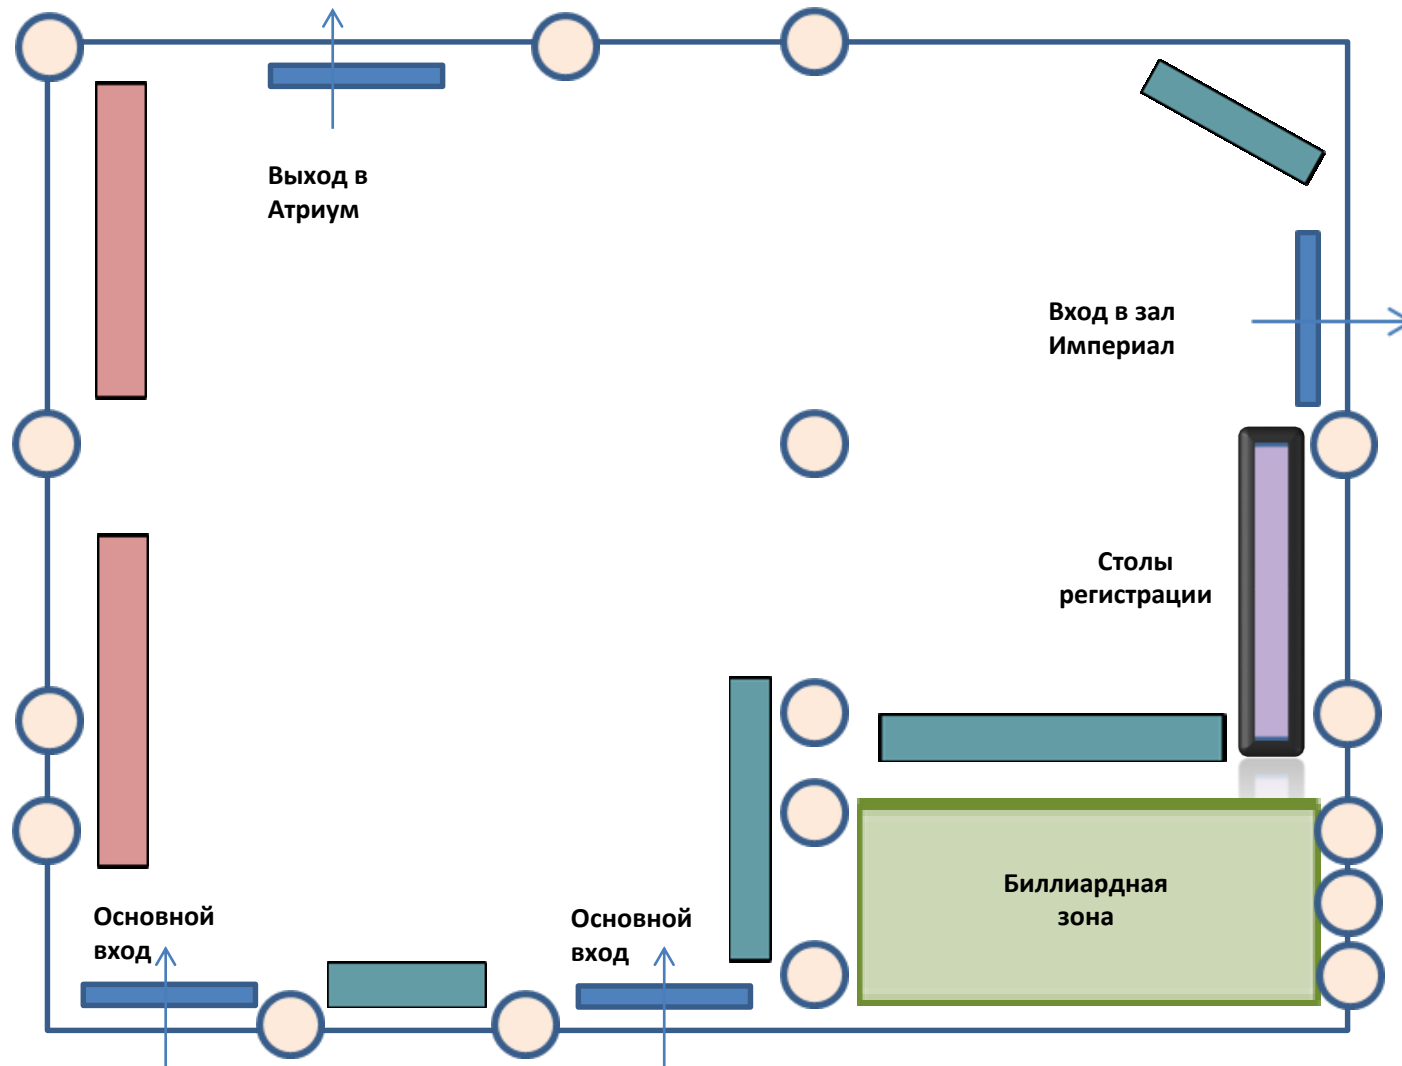 Выход в
Атриум
Вход в зал
Империал
Столы
регистрации
Биллиардная
зона
Основной
вход
Основной
вход